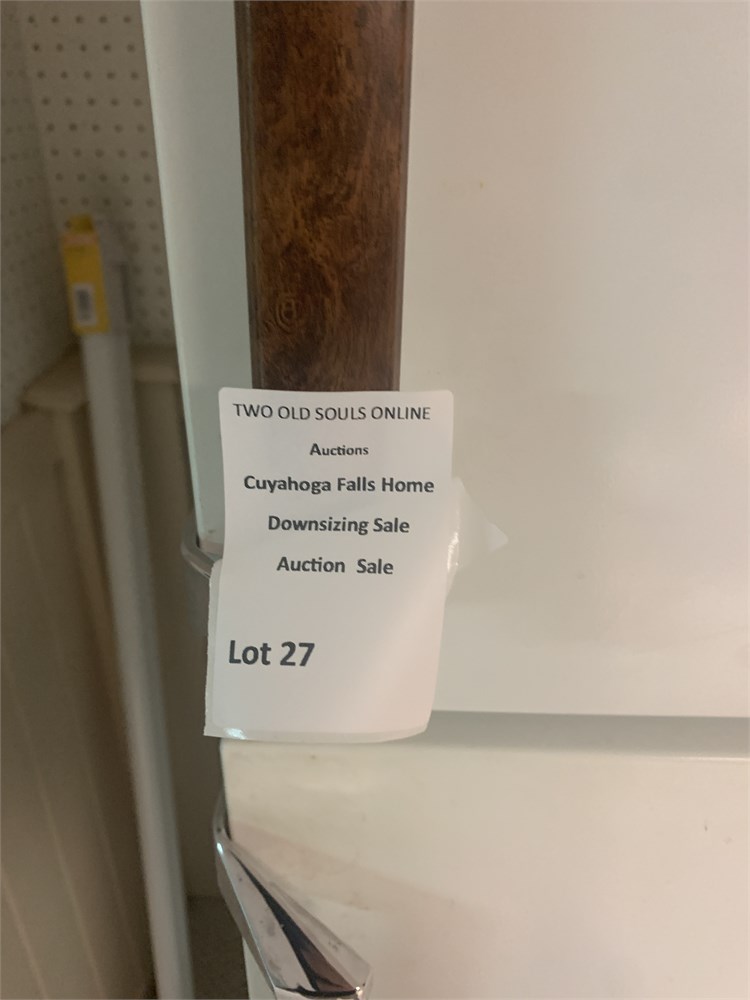 TWO OLD SOULS ONLINE
Auctions
Cuyahoga Falls Home
Downsizing Sale
Auction Sale
Lot 27